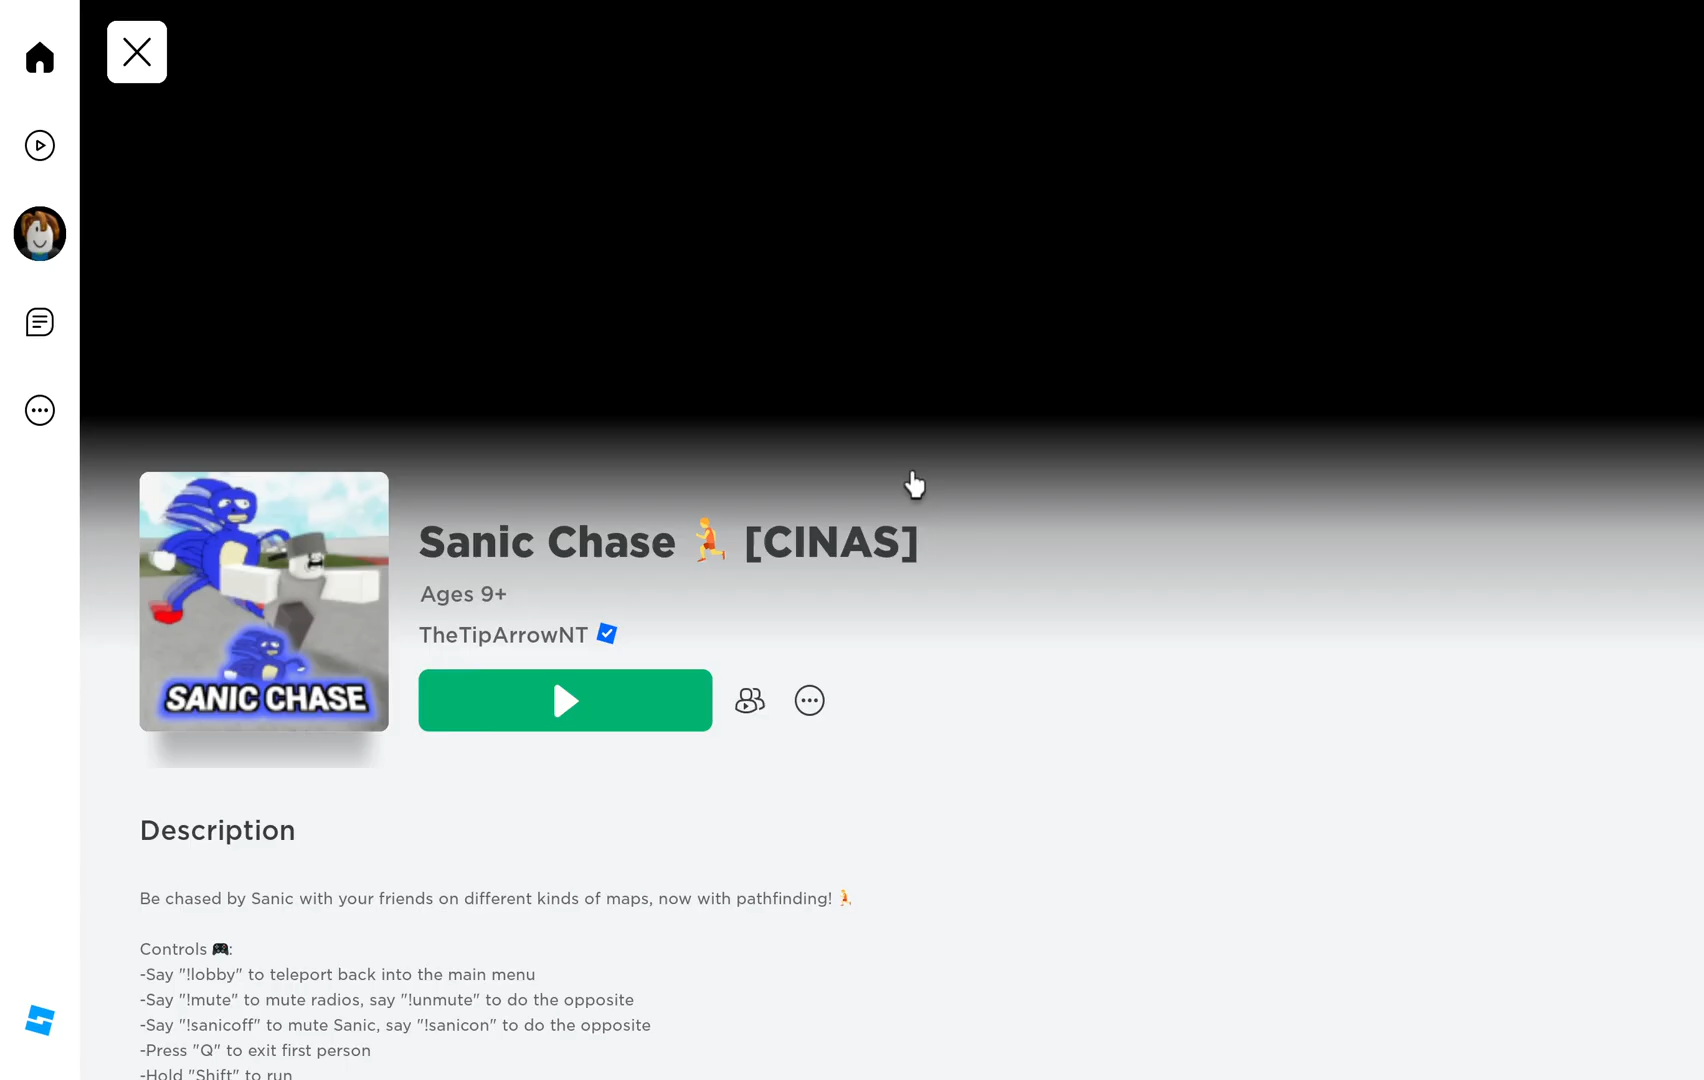 Sanic Chase 🏃 [CINAS]
Ages 9+
TheTipArrowNT
SANIC CHASE
Description
Be chased by Sanic with your friends on different kinds of maps, now with pathfinding! 🏃
Controls 🎮:
-Say "!lobby" to teleport back into the main menu
-Say "!mute" to mute radios, say "!unmute" to do the opposite
-Say "!sanicoff" to mute Sanic, say "!sanicon" to do the opposite
-Press "Q" to exit first person
-Hold "Shift" to run